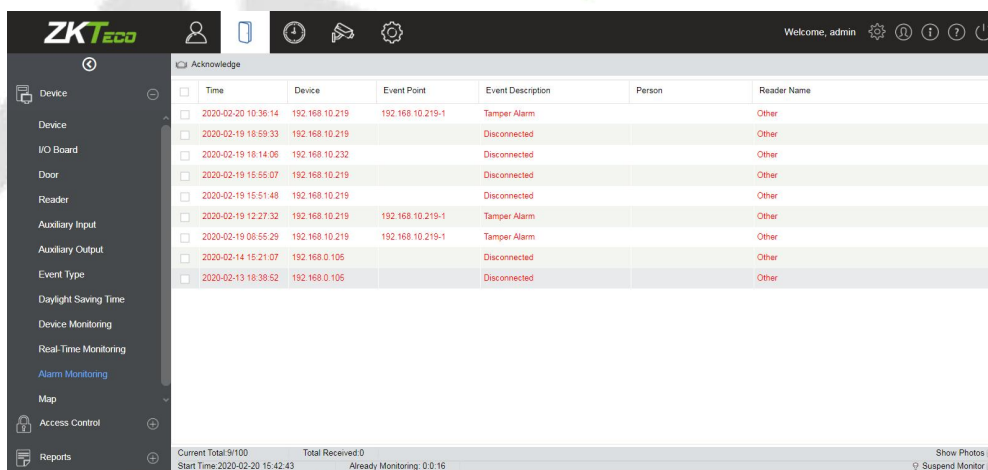 ZKTeco
Welcome, admin
Acknowledge
Device
Time Device Event Point Event Description Person Reader Name
2020-02-20 10:36:14 192.168.10.219 192.168.10.219-1 Tamper Alarm Other
2020-02-19 18:59:33 192.168.10.219 Disconnected Other
2020-02-19 18:14:06 192.168.10.232 Disconnected Other
2020-02-19 15:55:07 192.168.10.219 Disconnected Other
2020-02-19 15:51:48 192.168.10.219 Disconnected Other
2020-02-19 12:27:32 192.168.10.219 192.168.10.219-1 Tamper Alarm Other
2020-02-19 08:55:29 192.168.10.219 192.168.10.219-1 Tamper Alarm Other
2020-02-14 15:21:07 192.168.0.105 Disconnected Other
2020-02-13 18:38:52 192.168.0.105 Disconnected Other
Device
I/O Board
Door
Reader
Auxiliary Input
Auxiliary Output
Event Type
Daylight Saving Time
Device Monitoring
Real-Time Monitoring
Alarm Monitoring
Map
Access Control
Reports
Current Total:9/100 Total Received:0 Show Photos
Start Time:2020-02-20 15:42:43 Already Monitoring: 0:0:16 Suspend Monitor